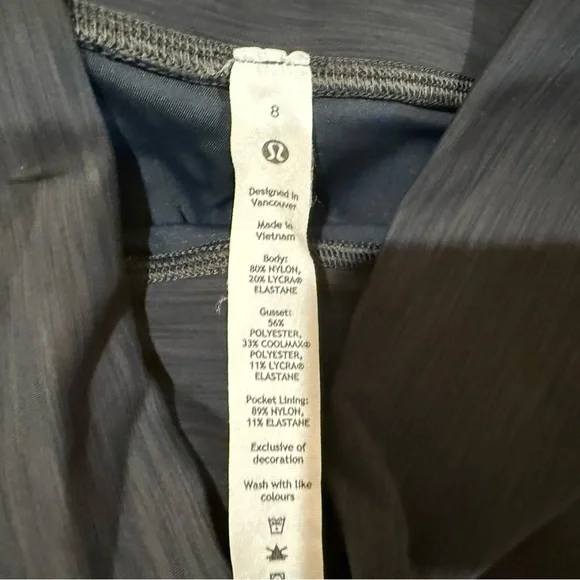 8
Designed in
Vancouver
Made in
Vietnam
Body:
80% NYLON,
20% LYCRA®
ELASTANE
Gusset:
56%
POLYESTER,
33% COOLMAX®
POLYESTER,
11% LYCRA®
ELASTANE
Pocket Lining:
89% NYLON,
11% ELASTANE
Exclusive of
decoration
Wash with like
colours